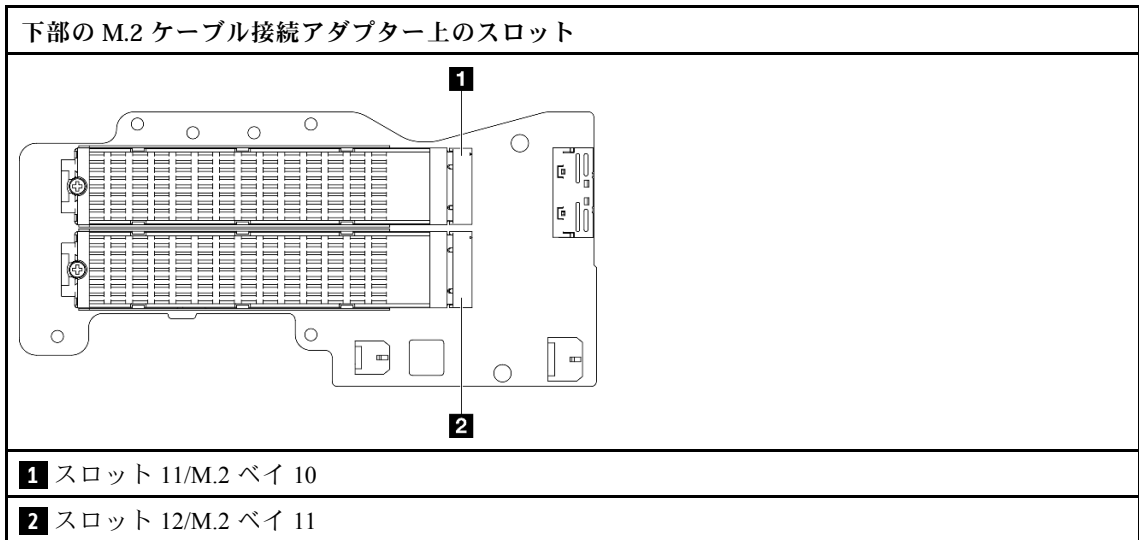 下部の M.2 ケーブル接続アダプター上のスロット
1
2
1 スロット 11/M.2 ベイ 10
2 スロット 12/M.2 ベイ 11